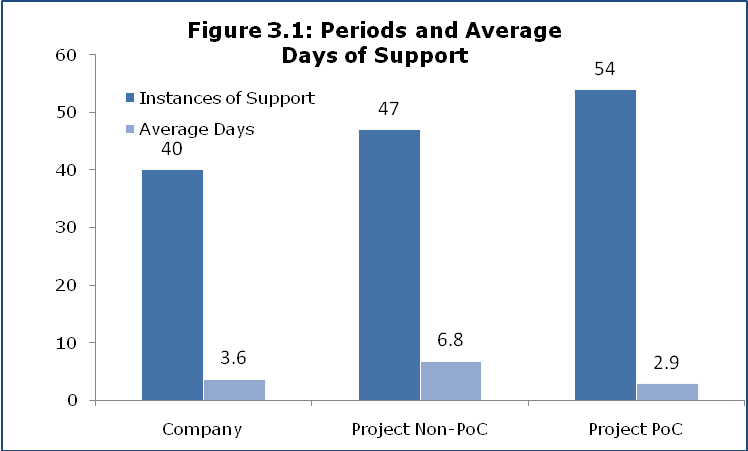 Figure 3.1: Periods and Average
Days of Support
60
50
40
30
20
10
0
Instances of Support
Average Days
40
3.6
47
6.8
54
2.9
Company
Project Non-PoC
Project PoC